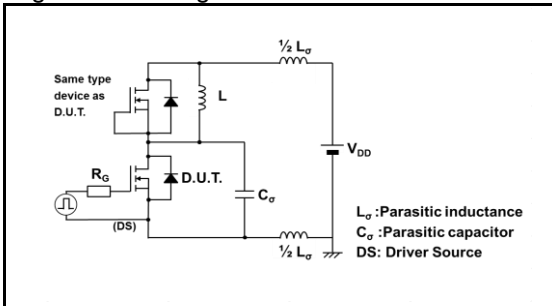 ½ Lσ
Same type
device as
D.U.T.
L
VDD
RG
D.U.T.
Cσ
(DS)
½ Lσ
Lσ :Parasitic inductance
Cσ :Parasitic capacitor
DS: Driver Source